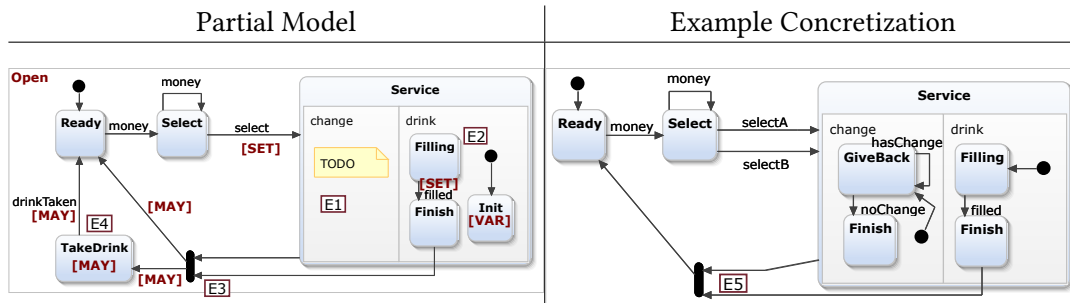 Partial Model
Example Concretization
Open
Ready
money
money
Select
select
[SET]
Service
change
TODO
E1
drink
Filling
E2
[SET]
filled
Finish
Init
[VAR]
drinkTaken
[MAY]
E4
[MAY]
TakeDrink
[MAY]
[MAY]
E3
Ready
money
money
Select
selectA
selectB
Service
change
hasChange
GiveBack
noChange
Finish
drink
Filling
filled
Finish
E5